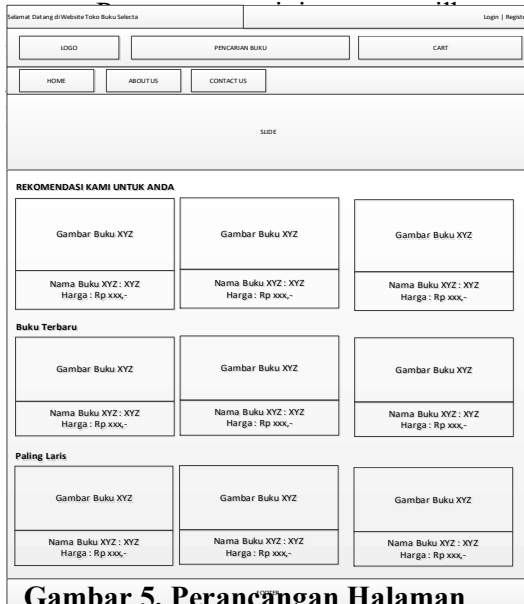 Selamat Datang di Website Toko Buku Selecta
Login | Registe
LOGO
PENCARIAN BUKU
CART
HOME
ABOUT US
CONTACT US
SLIDE
REKOMENDASI KAMI UNTUK ANDA
Gambar Buku XYZ
Gambar Buku XYZ
Gambar Buku XYZ
Nama Buku XYZ : XYZ
Harga : Rp xxx,-
Nama Buku XYZ : XYZ
Harga : Rp xxx,-
Nama Buku XYZ : XYZ
Harga : Rp xxx,-
Buku Terbaru
Gambar Buku XYZ
Gambar Buku XYZ
Gambar Buku XYZ
Nama Buku XYZ : XYZ
Harga : Rp xxx,-
Nama Buku XYZ : XYZ
Harga : Rp xxx,-
Nama Buku XYZ : XYZ
Harga : Rp xxx,-
Paling Laris
Gambar Buku XYZ
Gambar Buku XYZ
Gambar Buku XYZ
Nama Buku XYZ : XYZ
Harga : Rp xxx,-
Nama Buku XYZ : XYZ
Harga : Rp xxx,-
Nama Buku XYZ : XYZ
Harga : Rp xxx,-
FOOTER
Gambar 5. Perancangan Halaman